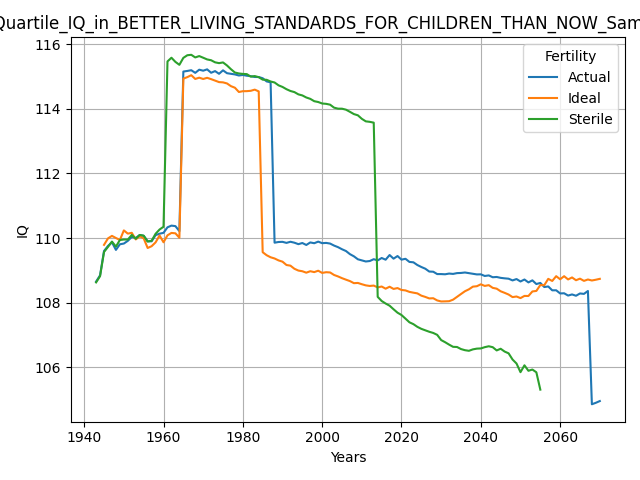 Quartile_IQ_in_BETTER_LIVING_STANDARDS_FOR_CHILDREN_THAN_NOW_Sam
116
114
112
110
108
106
IQ
Fertility
Actual
Ideal
Sterile
1940
1960
1980
2000
2020
2040
2060
Years